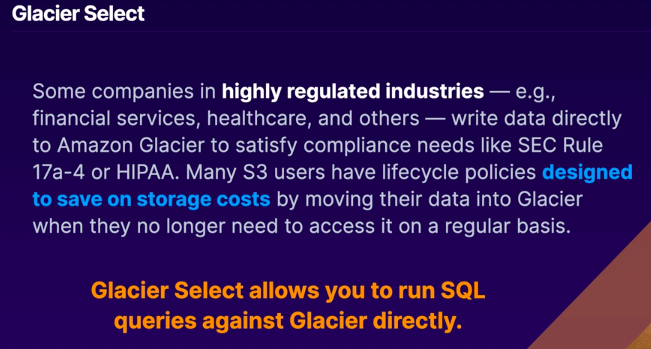 Glacier Select
Some companies in highly regulated industries — e.g.,
financial services, healthcare, and others — write data directly
to Amazon Glacier to satisfy compliance needs like SEC Rule
17a-4 or HIPAA. Many S3 users have lifecycle policies designed
to save on storage costs by moving their data into Glacier
when they no longer need to access it on a regular basis.
Glacier Select allows you to run SQL
queries against Glacier directly.